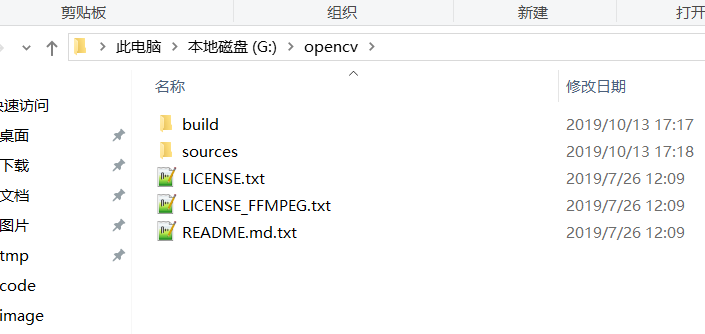 剪贴板 组织 新建 打开
此电脑 本地磁盘 (G:) opencv
名称 修改日期
快速访问
build 2019/10/13 17:17
桌面
sources 2019/10/13 17:18
下载
LICENSE.txt 2019/7/26 12:09
文档
LICENSE_FFMPEG.txt 2019/7/26 12:09
图片
README.md.txt 2019/7/26 12:09
tmp
code
image